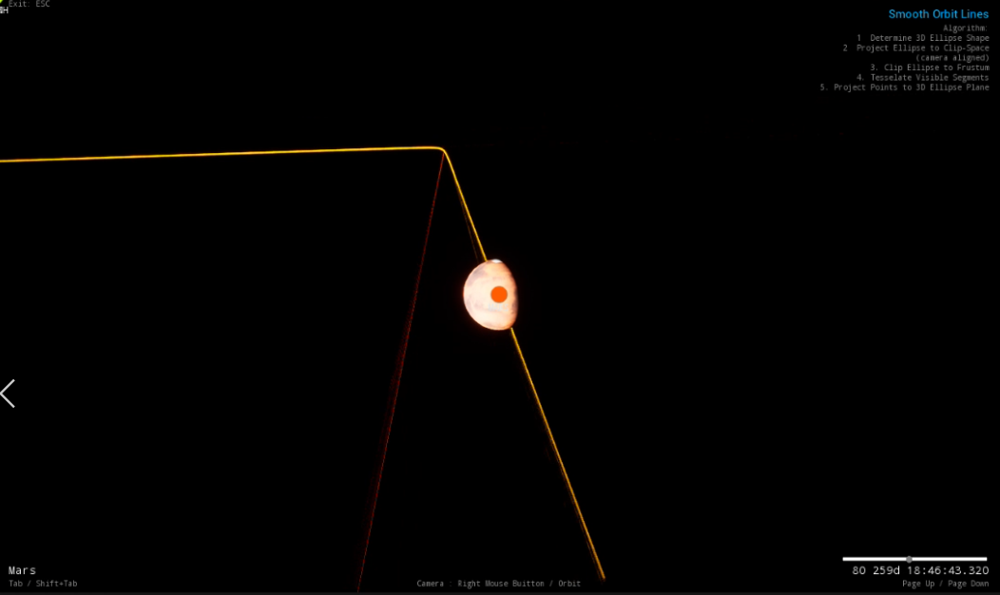 Exit: ESC
Smooth Orbit Lines
Algorithm:
1 Determine 3D Ellipse Shape
2 Project Ellipse to Clip-Space
(camera aligned)
3. Clip Ellipse to Frustum
4. Tesselate Visible Segments
5. Project Points to 3D Ellipse Plane
Mars
Tab / Shift+Tab
Camera : Right Mouse Buitton / Orbit
80 259d 18:46:43.320
Page Up / Page Down